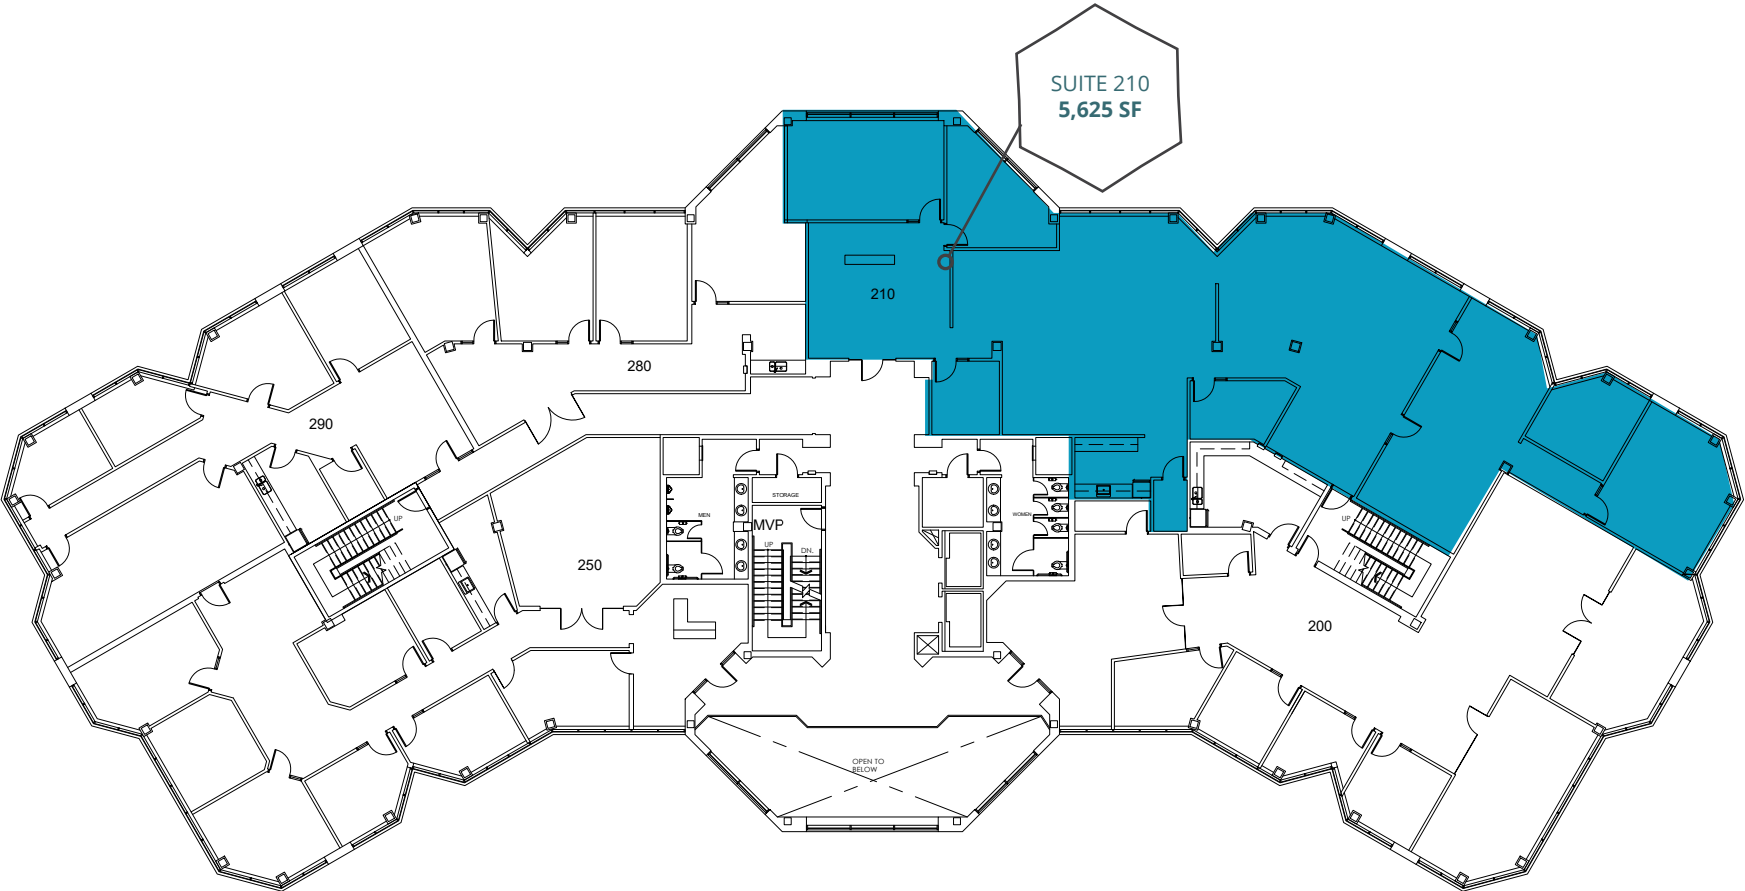 SUITE 210
5,625 SF
210
280
290
UP
STORAGE
MEN
MVP
WOMEN
UP
UP
DN.
250
200
OPEN TO
BELOW